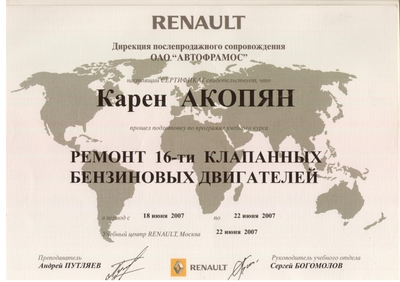 RENAULT
Дирекция послепродажного сопровождения
ОАО "АВТОФРАМОС"
настоящий СЕРТИФИКАТ свидетельствует, что
Карен АКОПЯН
прошел подготовку по программе учебного курса
РЕМОНТ 16-ти КЛАПАННЫХ
БЕНЗИНОВЫХ ДВИГАТЕЛЕЙ
в период с 18 июня 2007 по 22 июня 2007
Учебный центр RENAULT, Москва 22 июня 2007
Преподаватель Руководитель учебного отдела
Андрей ПУТЛЯЕВ RENAULT Сергей БОГОМОЛОВ